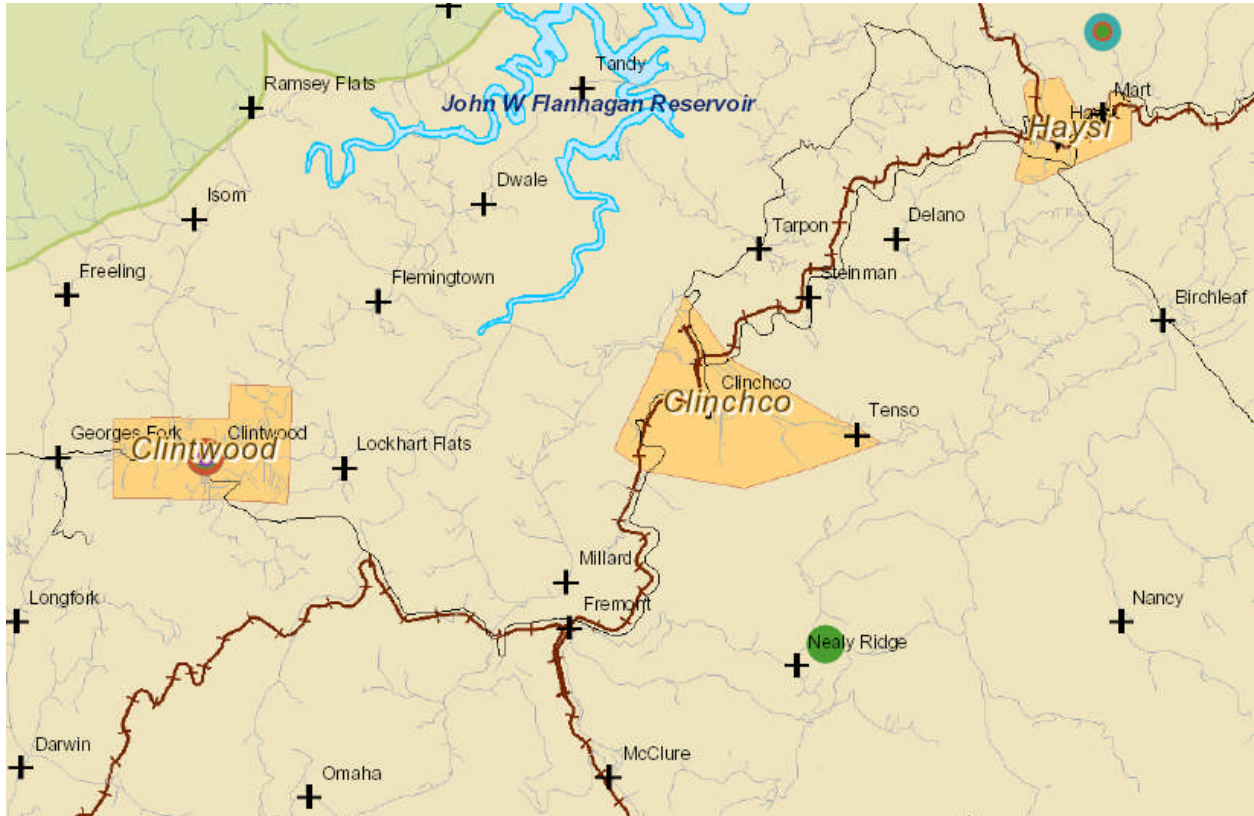 Tandy
Ramsey Flats
Mart
John W Flannagan Reservoir
Haysi
Dwale
Isom
Delano
Tarpon
Freeling
Flemingtown
Steinman
Birchleaf
Clinchco
Clinchco
Tenso
Georges Fork
Clintwood
Clintwood
Lockhart Flats
Millard
Longfork
Fremont
Nancy
Nealy Ridge
Darwin
McClure
Omaha